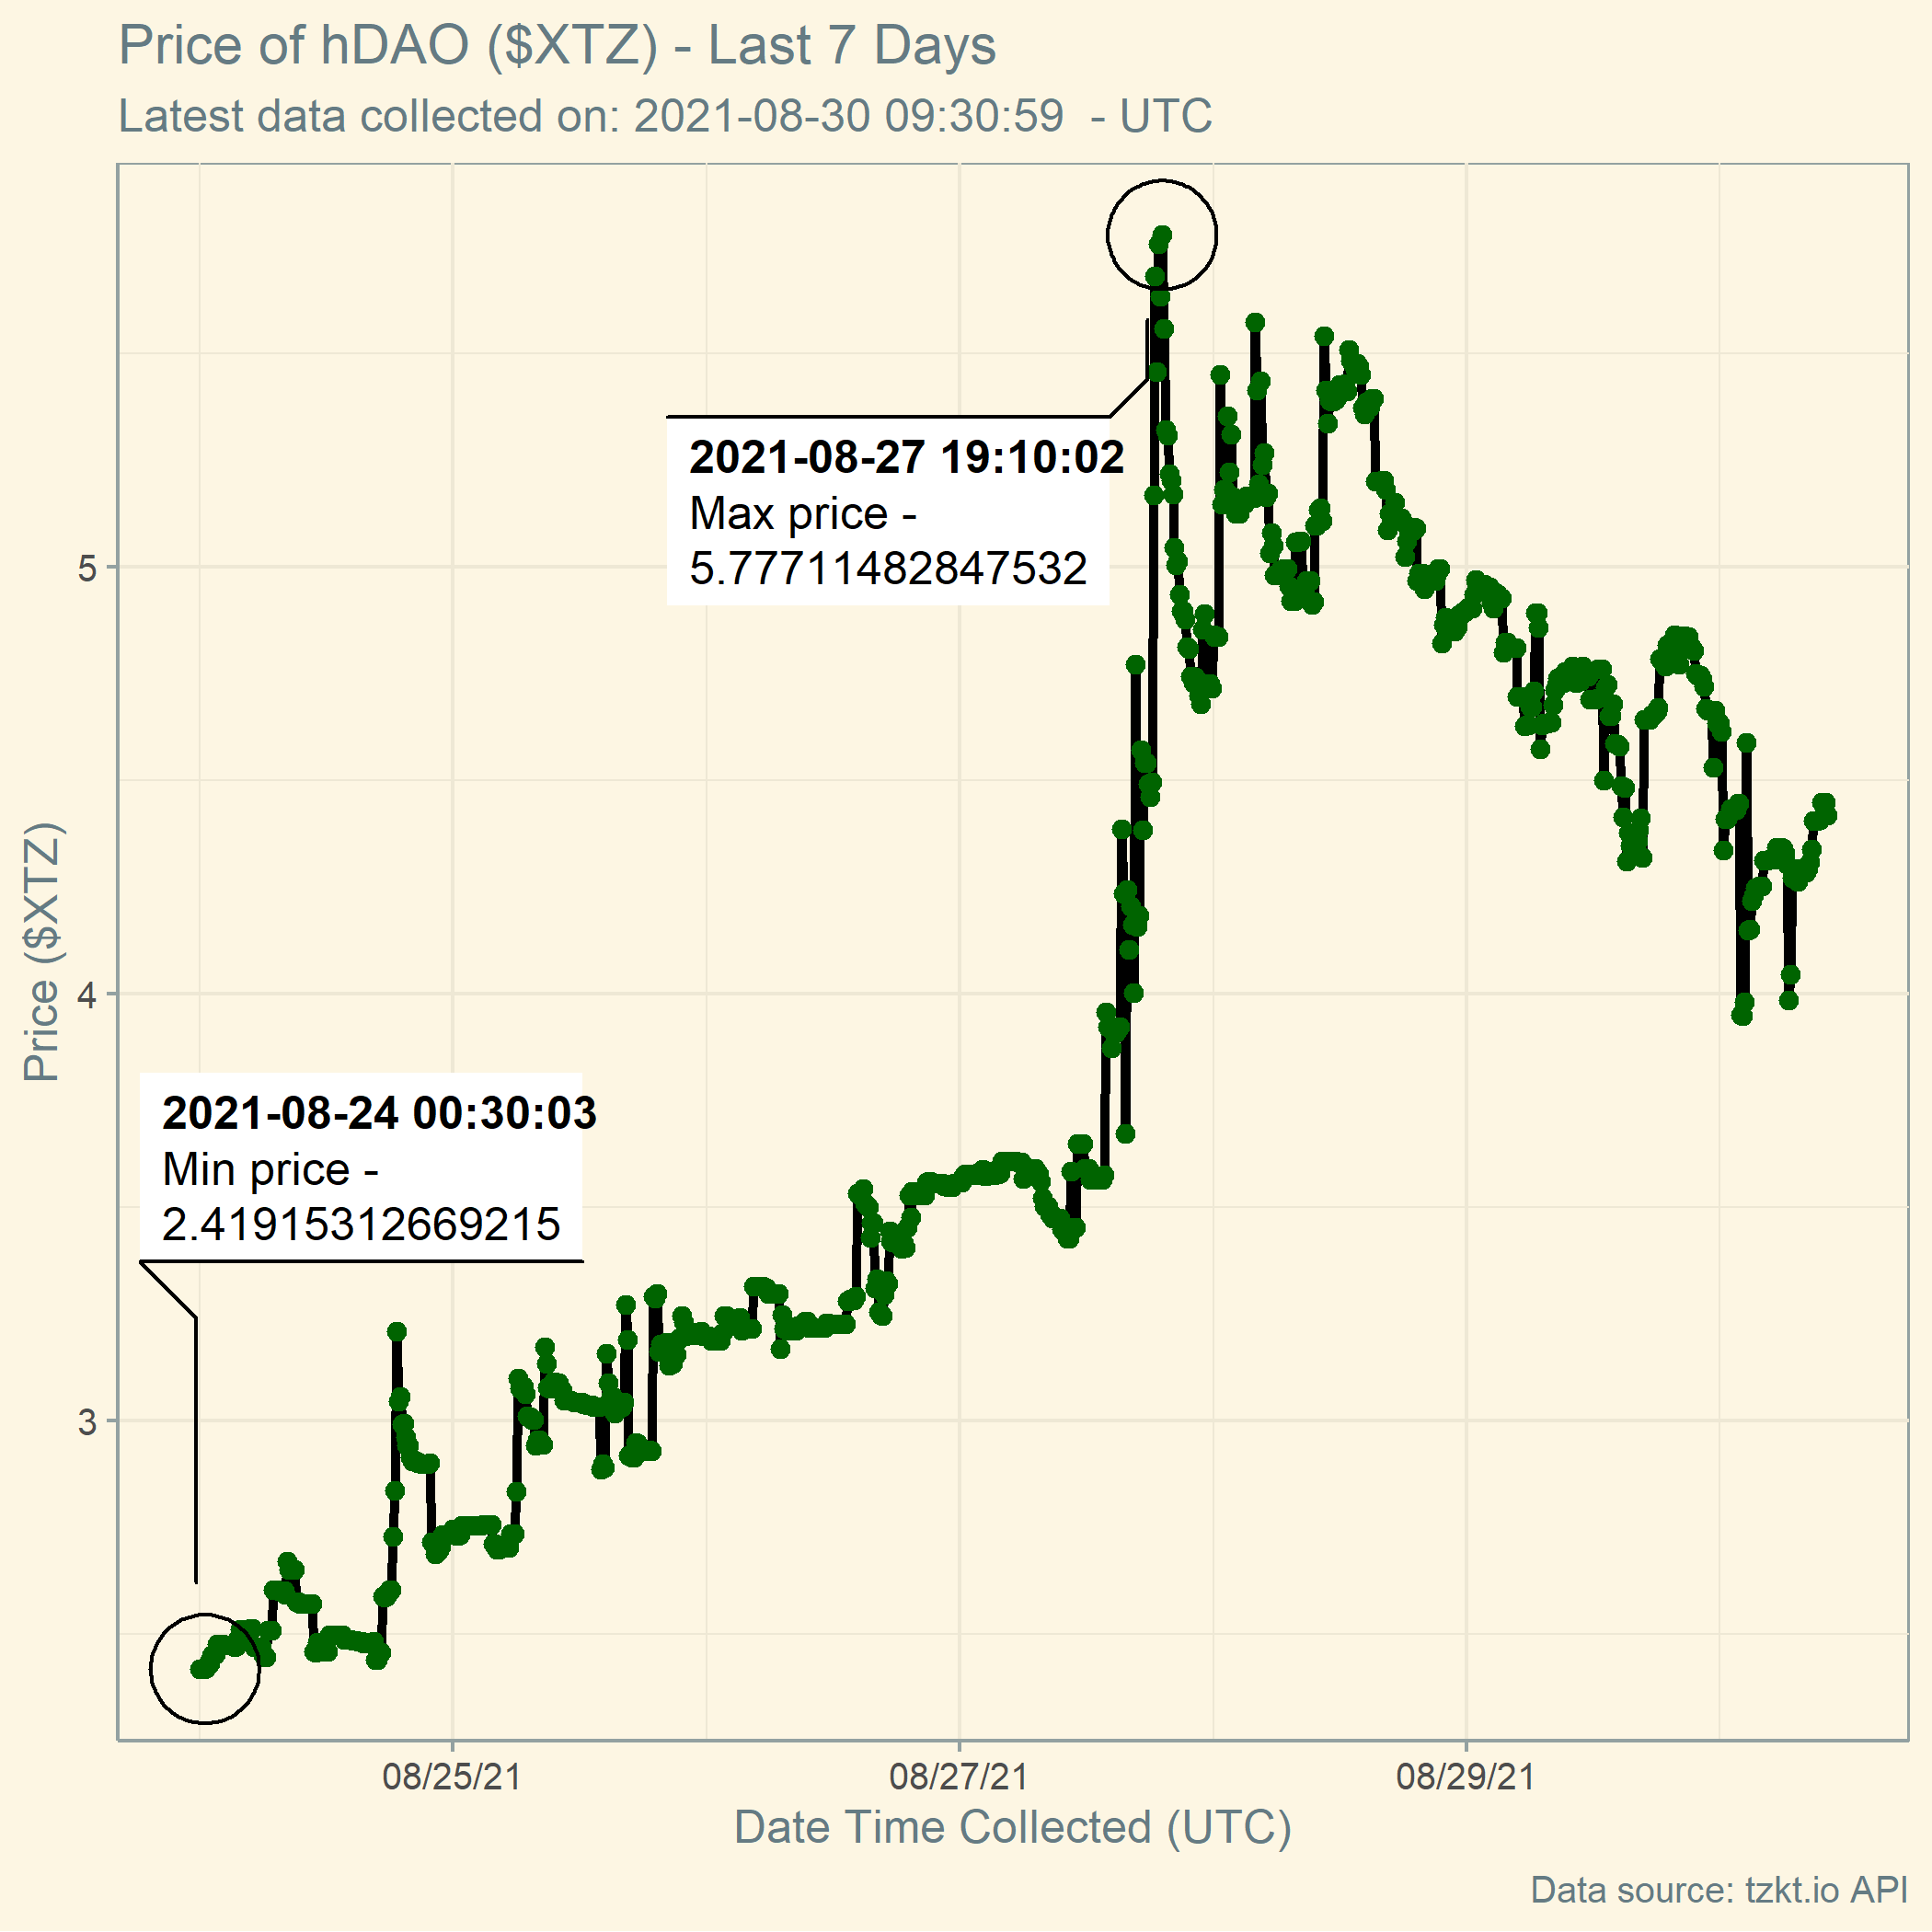 Price of hDAO ($XTZ) - Last 7 Days
Latest data collected on: 2021-08-30 09:30:59  - UTC
2021-08-27 19:10:02
Max price -
5.77711482847532
5
4
3
Price ($XTZ)
2021-08-24 00:30:03
Min price -
2.41915312669215
08/25/21
08/27/21
08/29/21
Date Time Collected (UTC)
Data source: tzkt.io API